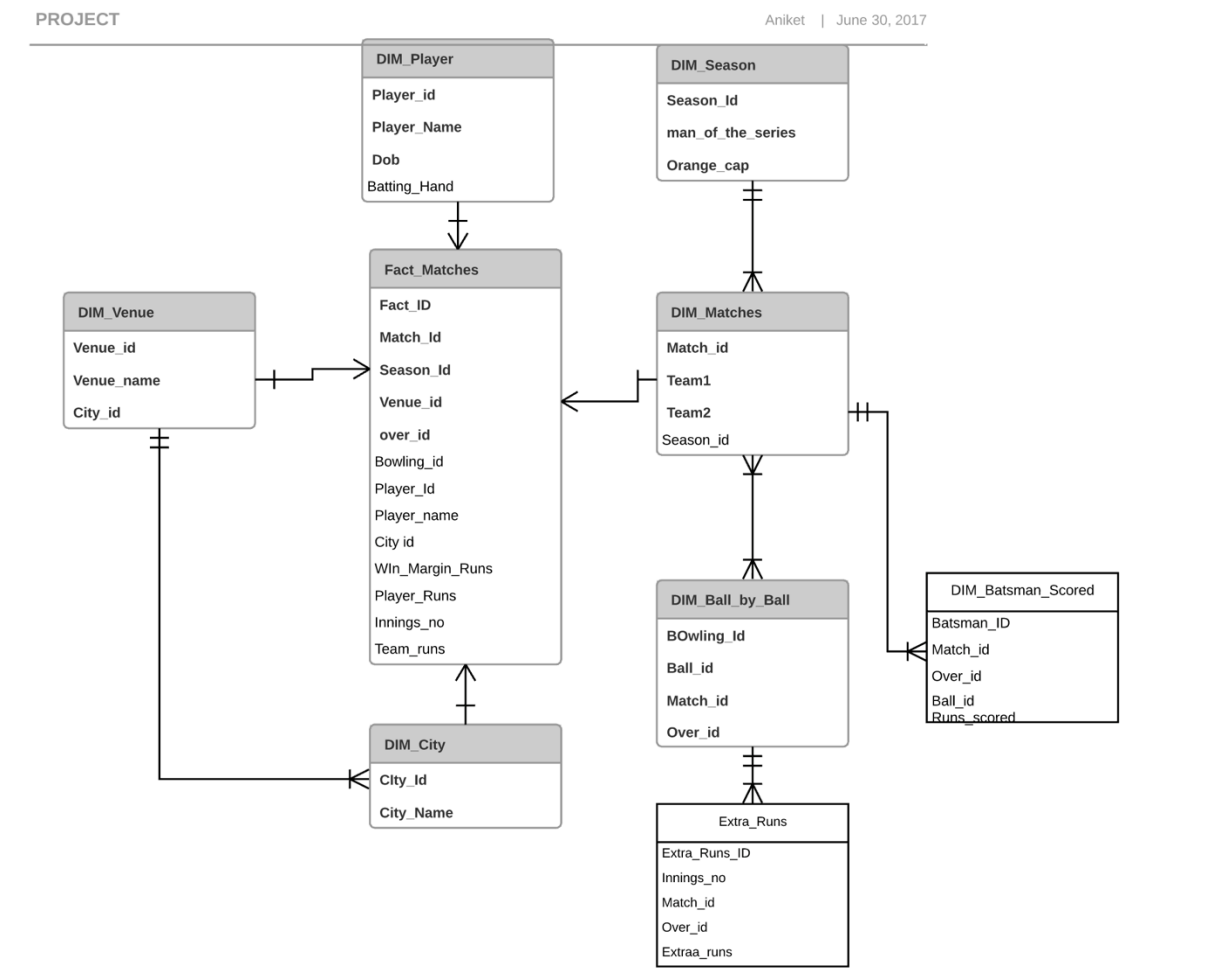 PROJECT
Aniket | June 30, 2017
DIM_Player
Player_id
Player_Name
Dob
Batting_Hand
DIM_Season
Season_Id
man_of_the_series
Orange_cap
Fact_Matches
Fact_ID
Match_Id
Season_Id
Venue_id
over_id
Bowling_id
Player_Id
Player_name
City id
WIn_Margin_Runs
Player_Runs
Innings_no
Team_runs
DIM_Venue
Venue_id
Venue_name
City_id
DIM_Matches
Match_id
Team1
Team2
Season_id
DIM_Ball_by_Ball
BOwling_Id
Ball_id
Match_id
Over_id
DIM_Batsman_Scored
Batsman_ID
Match_id
Over_id
Ball_id
Runs_scored
DIM_City
CIty_Id
City_Name
Extra_Runs
Extra_Runs_ID
Innings_no
Match_id
Over_id
Extraa_runs